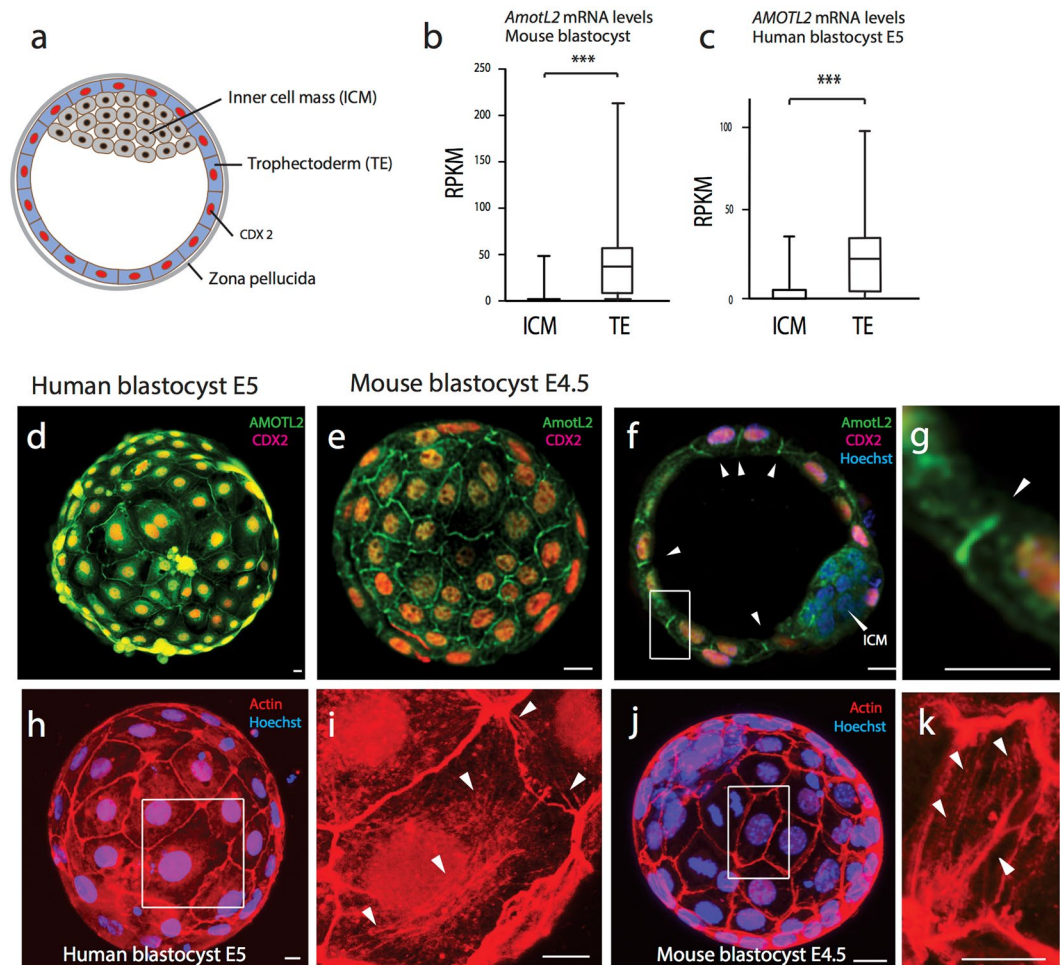 a
Inner cell mass (ICM)
Trophectoderm (TE)
CDX 2
Zona pellucida
b
AmotL2 mRNA levels
Mouse blastocyst
***
RPKM
250
200
150
100
50
0
ICM
TE
c
AMOTL2 mRNA levels
Human blastocyst E5
***
RPKM
100
50
0
ICM
TE
Human blastocyst E5
Mouse blastocyst E4.5
d
AMOTL2
CDX2
e
AmotL2
CDX2
f
AmotL2
CDX2
Hoechst
ICM
g
h
Actin
Hoechst
Human blastocyst E5
i
j
Actin
Hoechst
Mouse blastocyst E4.5
k